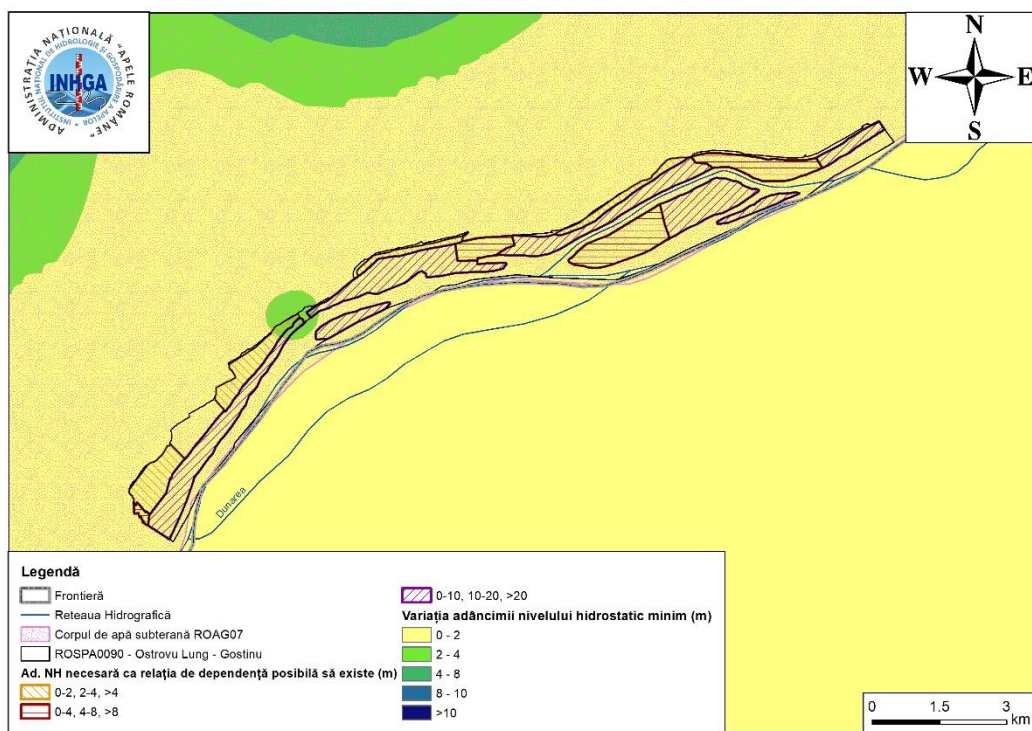 ADMINISTRAȚIA NAȚIONALĂ "APELE ROMÂNE"
INSTITUTUL NAȚIONAL DE HIDROLOGIE ȘI GOSPODĂRIRE A APELOR
INHGA
N
W E
S
Dunarea
Legendă
Frontieră
Reteaua Hidrografică
Corpul de apă subterană ROAG07
ROSPA0090 - Ostrovu Lung - Gostinu
Ad. NH necesară ca relația de dependență posibilă să existe (m)
0-2, 2-4, >4
0-4, 4-8, >8
0-10, 10-20, >20
Variația adâncimii nivelului hidrostatic minim (m)
0 - 2
2 - 4
4 - 8
8 - 10
>10
0 1.5 3
km